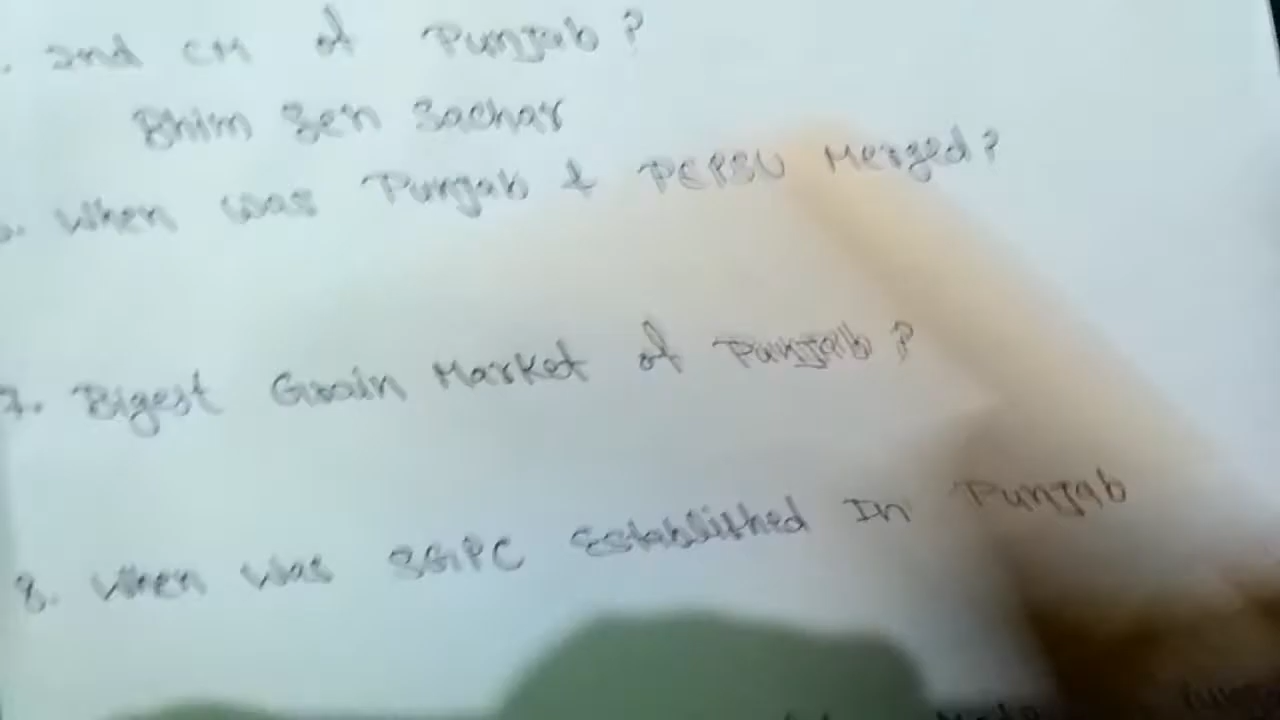 . 2nd CM of Punjab?
Bhim Sen Sachar
. When was Punjab & PEPSU Merged?
7. Bigest Grain Market of Punjab?
8. When was SGPC Established In Punjab